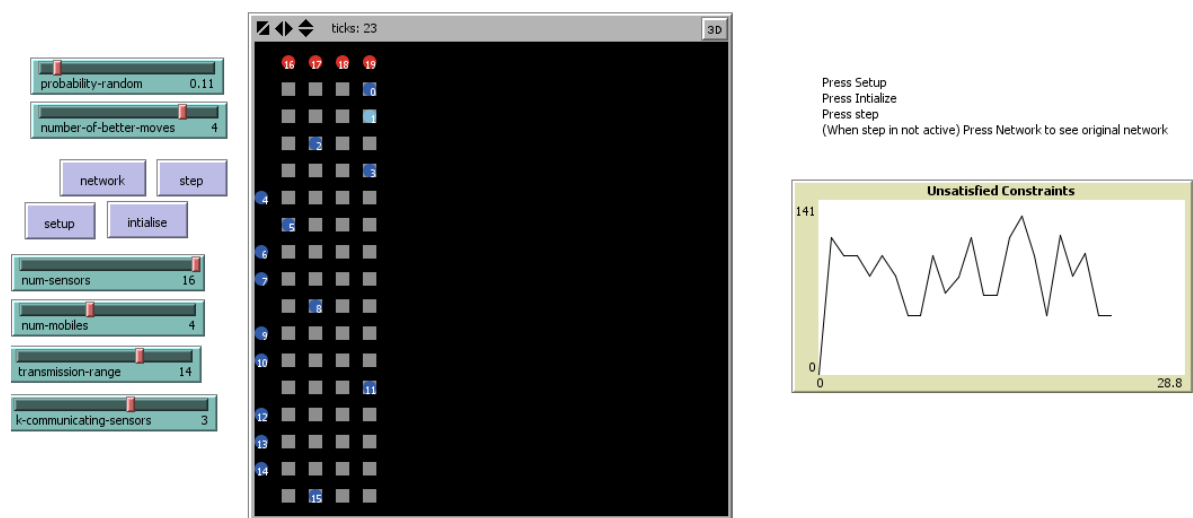 ticks: 23
3D
probability-random 0.11
number-of-better-moves 4
network
step
setup
intialise
num-sensors 16
num-mobiles 4
transmission-range 14
k-communicating-sensors 3
16 17 18 19
0
1
2
3
4
5
6
7
8
9
10
11
12
13
14
15
Press Setup
Press Intialize
Press step
(When step in not active) Press Network to see original network
Unsatisfied Constraints
141
0
0 28.8